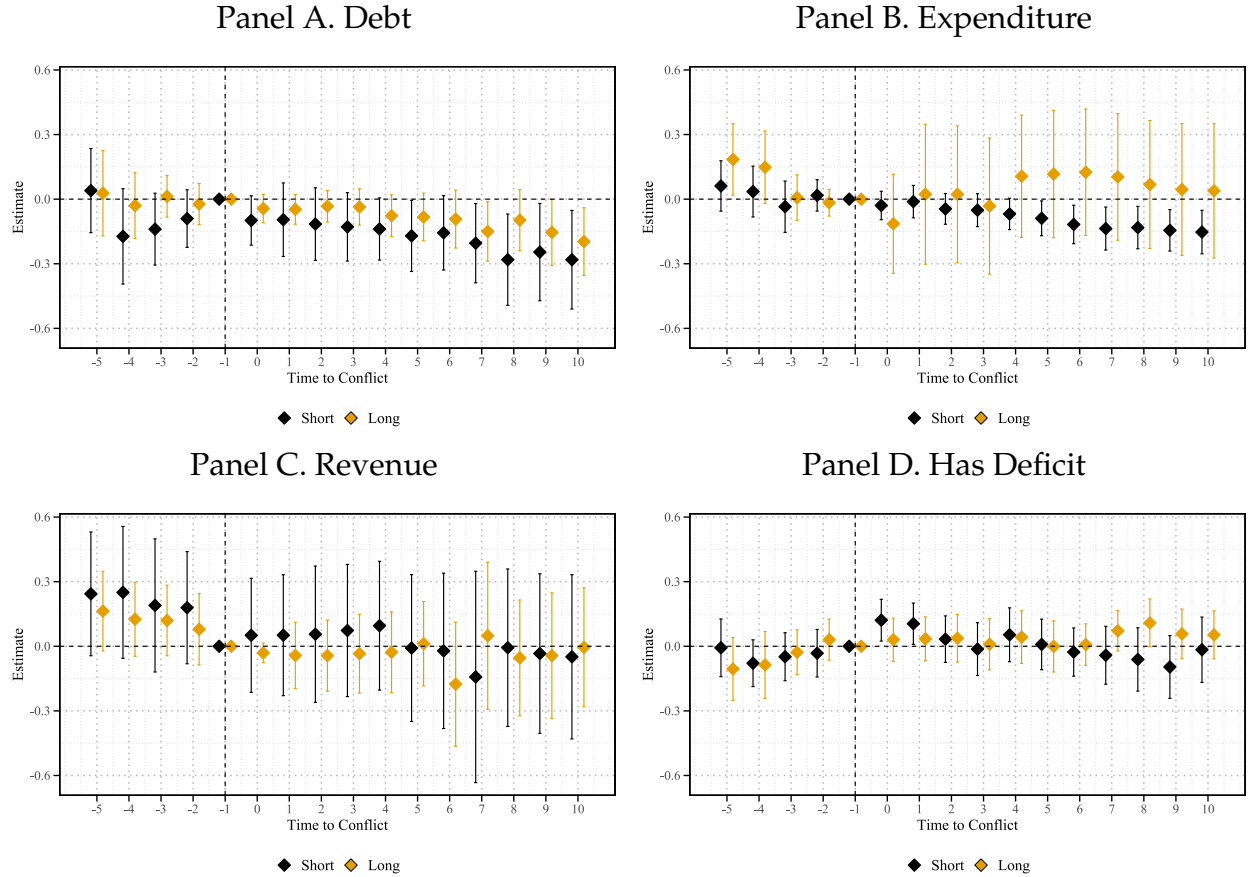 Panel A. Debt
Estimate
0.6
0.3
0.0
-0.3
-0.6
-5 -4 -3 -2 -1 0 1 2 3 4 5 6 7 8 9 10
Time to Conflict
Short Long
Panel B. Expenditure
Estimate
0.6
0.3
0.0
-0.3
-0.6
-5 -4 -3 -2 -1 0 1 2 3 4 5 6 7 8 9 10
Time to Conflict
Short Long
Panel C. Revenue
Estimate
0.6
0.3
0.0
-0.3
-0.6
-5 -4 -3 -2 -1 0 1 2 3 4 5 6 7 8 9 10
Time to Conflict
Short Long
Panel D. Has Deficit
Estimate
0.6
0.3
0.0
-0.3
-0.6
-5 -4 -3 -2 -1 0 1 2 3 4 5 6 7 8 9 10
Time to Conflict
Short Long